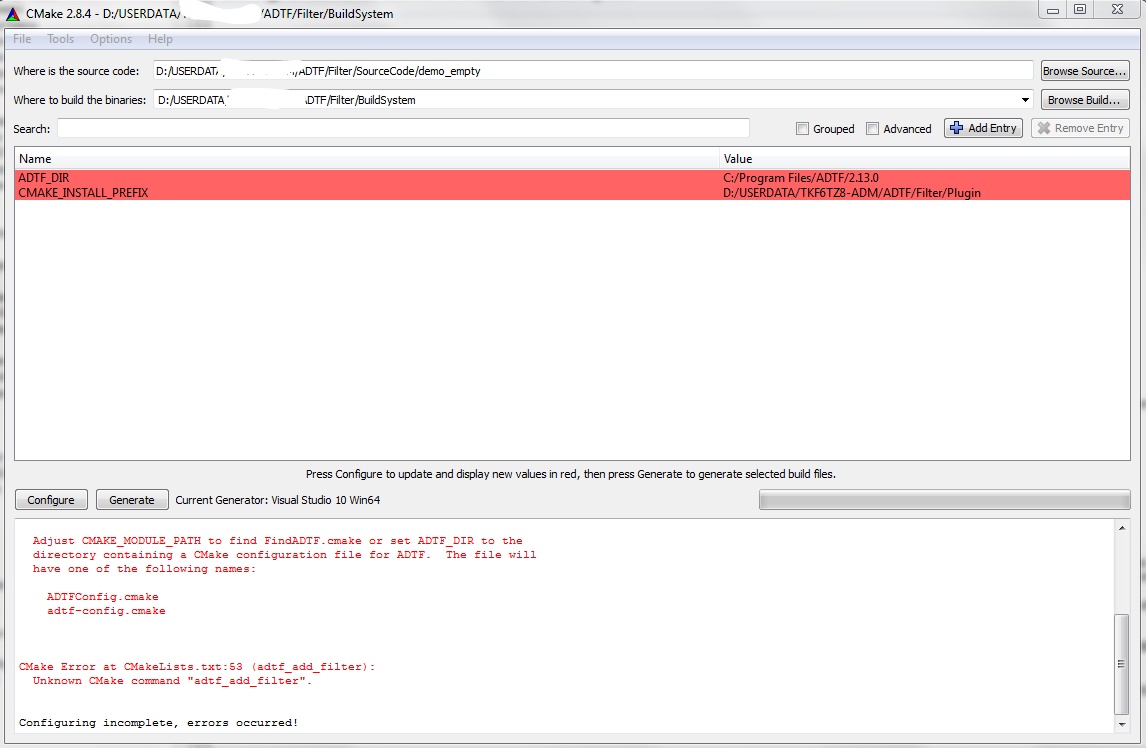 CMake 2.8.4 - D:/USERDATA/ /ADTF/Filter/BuildSystem
File Tools Options Help
Where is the source code: D:/USERDATA/ /ADTF/Filter/SourceCode/demo_empty Browse Source...
Where to build the binaries: D:/USERDATA/ ADTF/Filter/BuildSystem Browse Build...
Search: Grouped Advanced Add Entry Remove Entry
Name Value
ADTF_DIR C:/Program Files/ADTF/2.13.0
CMAKE_INSTALL_PREFIX D:/USERDATA/TKF6TZ8-ADM/ADTF/Filter/Plugin
Press Configure to update and display new values in red, then press Generate to generate selected build files.
Configure Generate Current Generator: Visual Studio 10 Win64
Adjust CMAKE_MODULE_PATH to find FindADTF.cmake or set ADTF_DIR to the
directory containing a CMake configuration file for ADTF. The file will
have one of the following names:
ADTFConfig.cmake
adtf-config.cmake
CMake Error at CMakeLists.txt:53 (adtf_add_filter):
Unknown CMake command "adtf_add_filter".
Configuring incomplete, errors occurred!